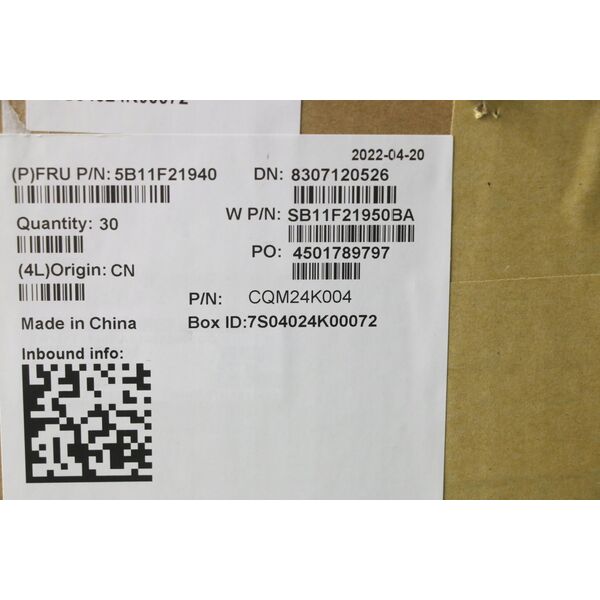 2022-04-20
(P)FRU P/N: 5B11F21940 DN: 8307120526
Quantity: 30 W P/N: SB11F21950BA
PO: 4501789797
(4L)Origin: CN
P/N: CQM24K004
Made in China Box ID:7S04024K00072
Inbound info: